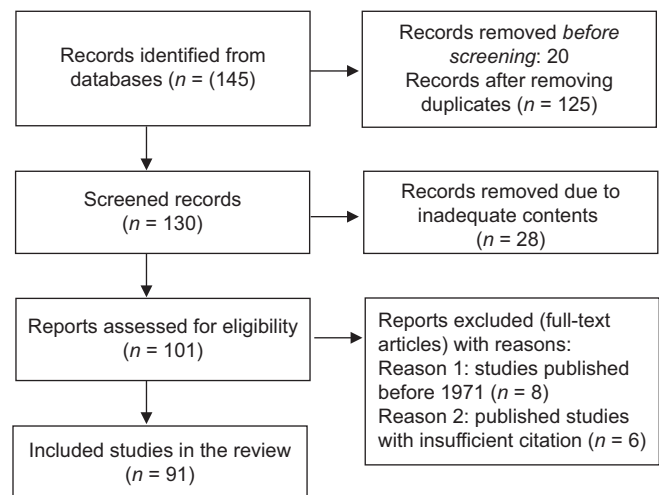 Records identified from
databases (n = (145)
Records removed before
screening: 20
Records after removing
duplicates (n = 125)
Screened records
(n = 130)
Records removed due to
inadequate contents
(n = 28)
Reports assessed for eligibility
(n = 101)
Reports excluded (full-text
articles) with reasons:
Reason 1: studies published
before 1971 (n = 8)
Reason 2: published studies
with insufficient citation (n = 6)
Included studies in the review
(n = 91)